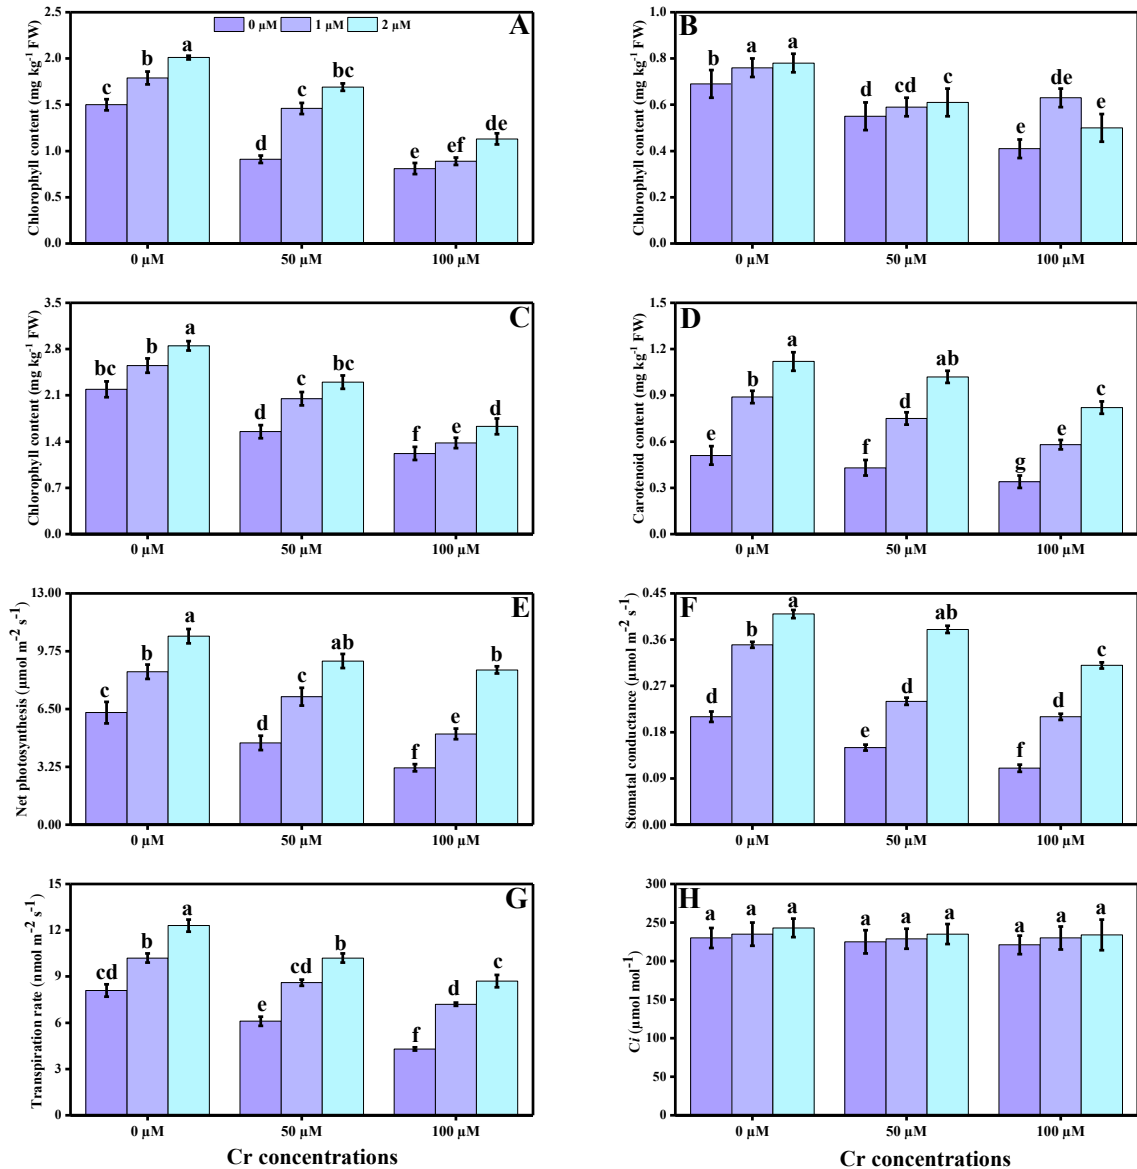 0 µM 1 µM 2 µM
A
Chlorophyll content (mg kg⁻¹ FW)
2.5
2.0
1.5
1.0
0.5
0.0
c b a
d c bc
e ef de
0 µM 50 µM 100 µM
B
Chlorophyll content (mg kg⁻¹ FW)
1.0
0.8
0.6
0.4
0.2
0.0
b a a
d cd c
e de e
0 µM 50 µM 100 µM
C
Chlorophyll content (mg kg⁻¹ FW)
3.5
2.8
2.1
1.4
0.7
0.0
bc b a
d c bc
f e d
0 µM 50 µM 100 µM
D
Carotenoid content (mg kg⁻¹ FW)
1.5
1.2
0.9
0.6
0.3
0.0
e b a
f d ab
g e c
0 µM 50 µM 100 µM
E
Net photosynthesis (µmol m⁻² s⁻¹)
13.00
9.75
6.50
3.25
0.00
c b a
d c ab
f e b
0 µM 50 µM 100 µM
F
Stomatal conductance (µmol m⁻² s⁻¹)
0.45
0.36
0.27
0.18
0.09
0.00
d b a
e d ab
f d c
0 µM 50 µM 100 µM
G
Transpiration rate (nmol m⁻² s⁻¹)
15
12
9
6
3
0
cd b a
e cd b
f d c
0 µM 50 µM 100 µM
Cr concentrations
H
Ci (µmol mol⁻¹)
300
250
200
150
100
50
0
a a a
a a a
a a a
0 µM 50 µM 100 µM
Cr concentrations